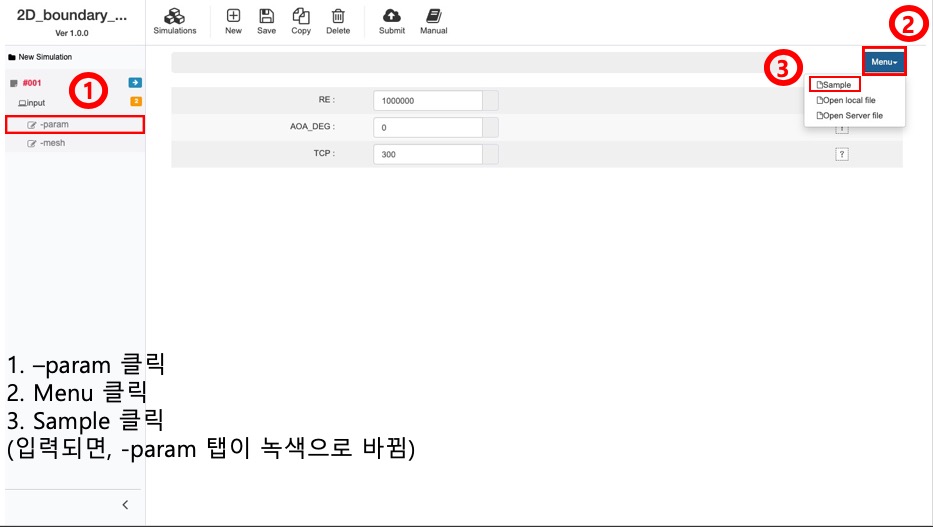 2D_boundary_...
Ver 1.0.0
Simulations
New
Save
Copy
Delete
Submit
Manual
2
New Simulation
3
Menu
#001
1
Sample
input
2
RE :
1000000
Open local file
-param
AOA_DEG :
0
Open Server file
-mesh
TCP :
300
?
1. –param 클릭
2. Menu 클릭
3. Sample 클릭
(입력되면, -param 탭이 녹색으로 바뀜)